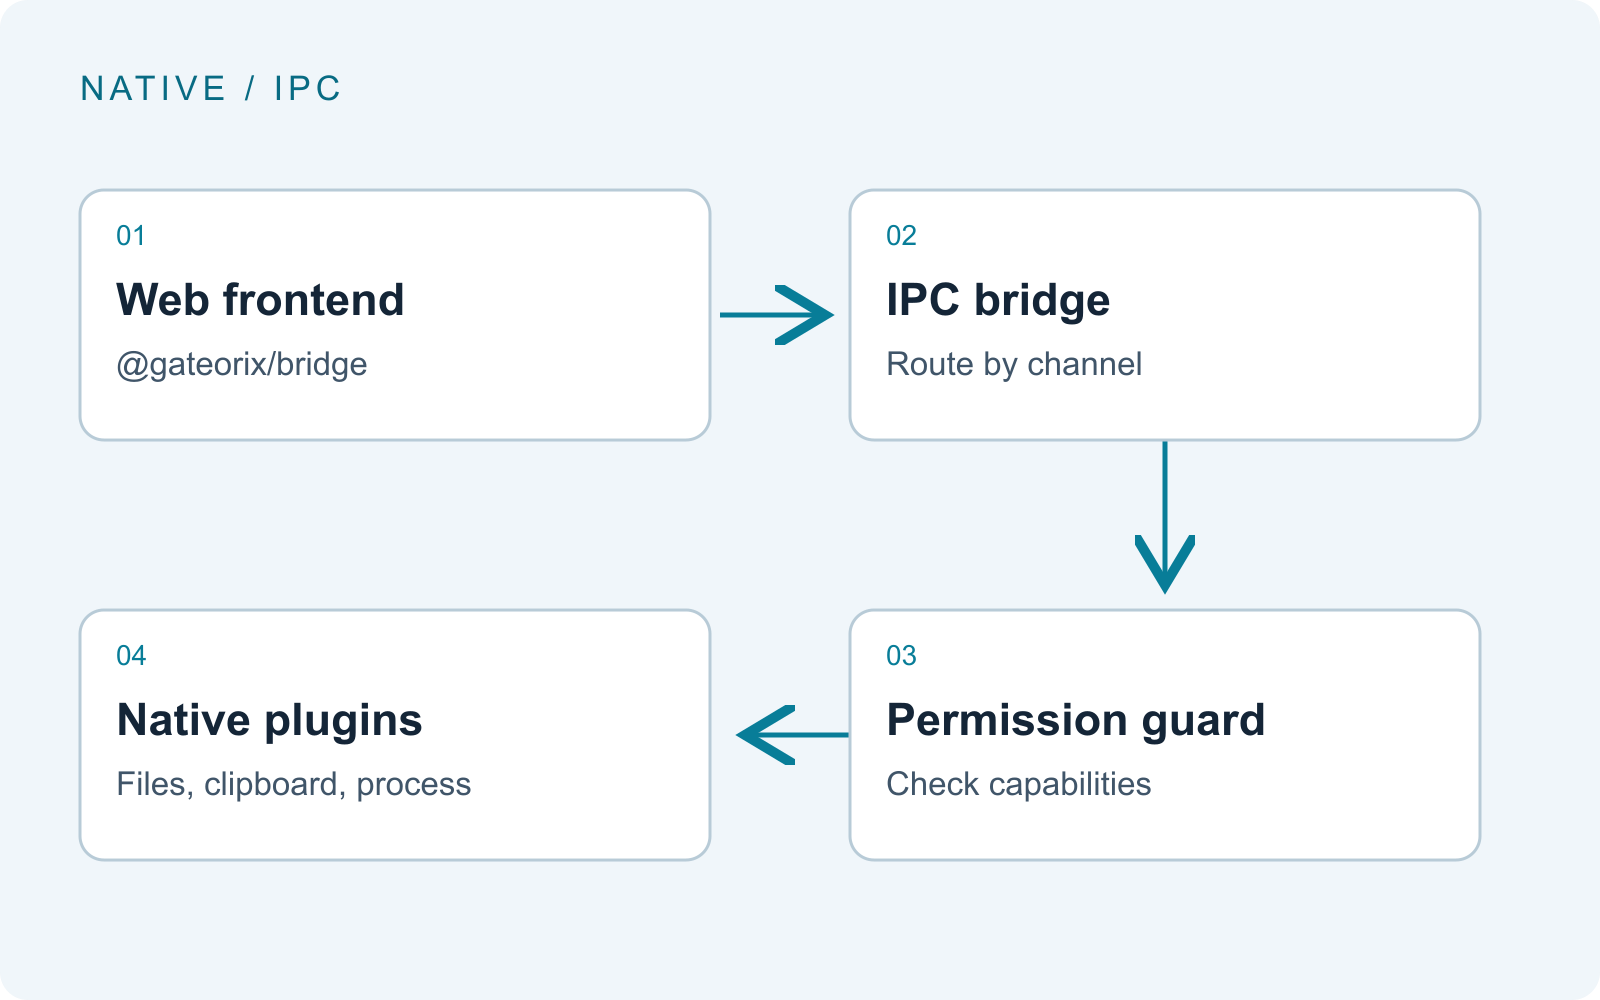 NATIVE / IPC
01
Web frontend
@gateorix/bridge
02
IPC bridge
Route by channel
03
Permission guard
Check capabilities
04
Native plugins
Files, clipboard, process